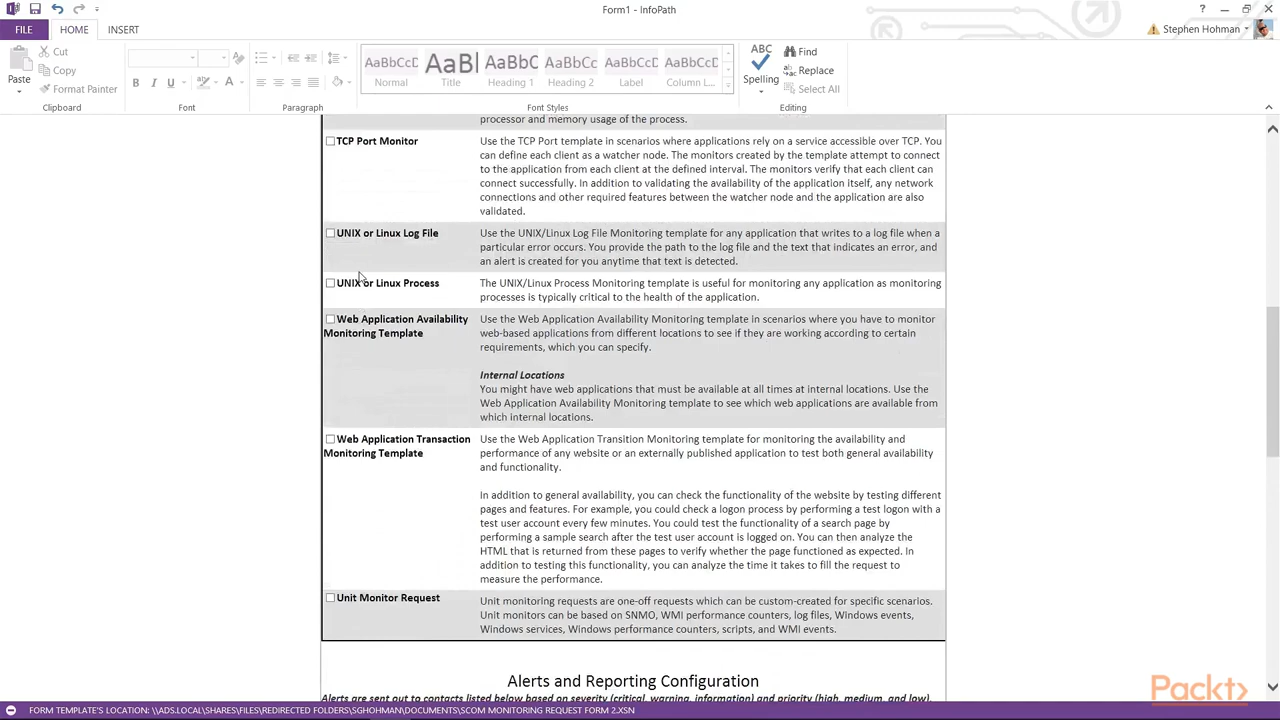 Form1 - InfoPath
FILE
HOME
INSERT
Stephen Hohman
Paste
Cut
Copy
Format Painter
Clipboard
B I U A
Font
Paragraph
AaBbCcD AaBl AaBbCc AaBbCc AaBbCcD AaBbCcD
Normal Title Heading 1 Heading 2 Label Column L...
Font Styles
ABC
Spelling
Find
Replace
Select All
Editing
processor and memory usage of the process.
TCP Port Monitor
Use the TCP Port template in scenarios where applications rely on a service accessible over TCP. You
can define each client as a watcher node. The monitors created by the template attempt to connect
to the application from each client at the defined interval. The monitors verify that each client can
connect successfully. In addition to validating the availability of the application itself, any network
connections and other required features between the watcher node and the application are also
validated.
UNIX or Linux Log File
Use the UNIX/Linux Log File Monitoring template for any application that writes to a log file when a
particular error occurs. You provide the path to the log file and the text that indicates an error, and
an alert is created for you anytime that text is detected.
UNIX or Linux Process
The UNIX/Linux Process Monitoring template is useful for monitoring any application as monitoring
processes is typically critical to the health of the application.
Web Application Availability
Monitoring Template
Use the Web Application Availability Monitoring template in scenarios where you have to monitor
web-based applications from different locations to see if they are working according to certain
requirements, which you can specify.
Internal Locations
You might have web applications that must be available at all times at internal locations. Use the
Web Application Availability Monitoring template to see which web applications are available from
which internal locations.
Web Application Transaction
Monitoring Template
Use the Web Application Transition Monitoring template for monitoring the availability and
performance of any website or an externally published application to test both general availability
and functionality.
In addition to general availability, you can check the functionality of the website by testing different
pages and features. For example, you could check a logon process by performing a test logon with a
test user account every few minutes. You could test the functionality of a search page by
performing a sample search after the test user account is logged on. You can then analyze the
HTML that is returned from these pages to verify whether the page functioned as expected. In
addition to testing this functionality, you can analyze the time it takes to fill the request to
measure the performance.
Unit Monitor Request
Unit monitoring requests are one-off requests which can be custom-created for specific scenarios.
Unit monitors can be based on SNMO, WMI performance counters, log files, Windows events,
Windows services, Windows performance counters, scripts, and WMI events.
Alerts and Reporting Configuration
Alerts are sent out to contacts listed below based on severity (critical, warning, information) and priority (high, medium, and low).
Packt>
FORM TEMPLATE'S LOCATION: \\ADS.LOCAL\SHARES\FILES\REDIRECTED FOLDERS\SGHOHMAN\DOCUMENTS\SCOM MONITORING REQUEST FORM 2.XSN